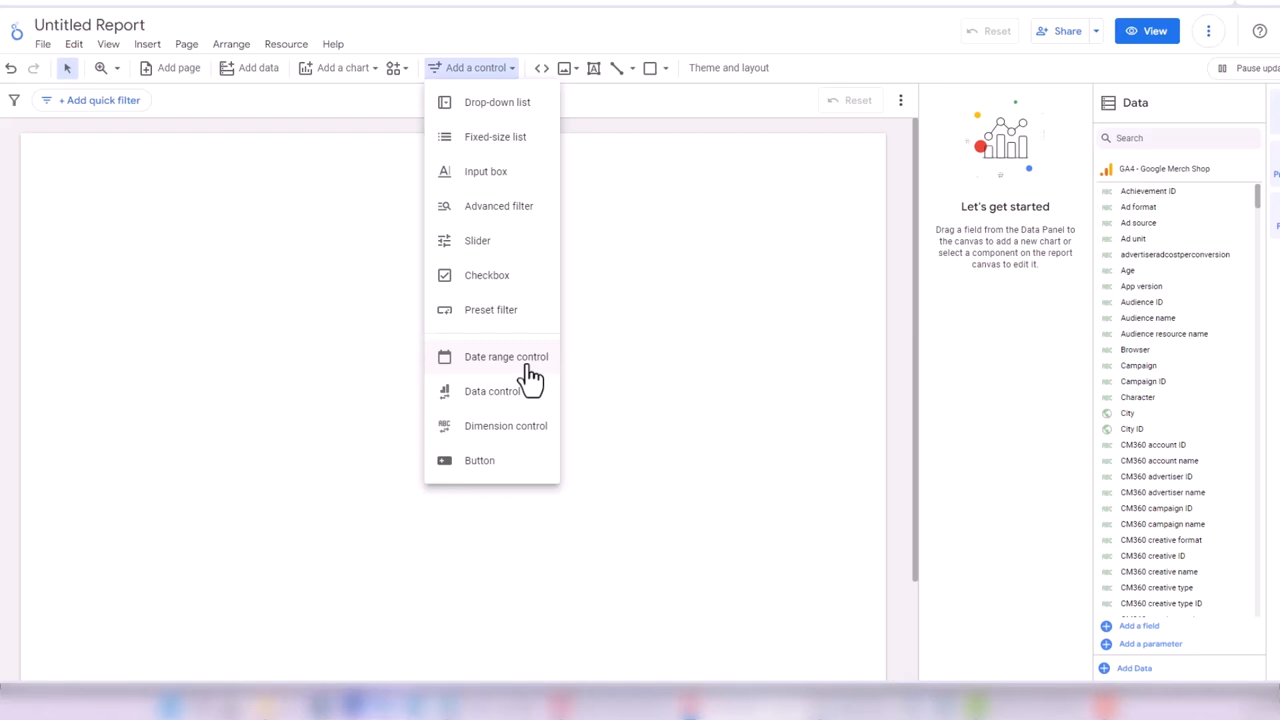 Untitled Report
Reset
Share
View
File Edit View Insert Page Arrange Resource Help
Add page
Add data
Add a chart
Add a control
Theme and layout
Pause upda
+ Add quick filter
Reset
Drop-down list
Fixed-size list
Input box
Advanced filter
Slider
Checkbox
Preset filter
Date range control
Data control
Dimension control
Button
Let's get started
Drag a field from the Data Panel to
the canvas to add a new chart or
select a component on the report
canvas to edit it.
Data
Search
GA4 - Google Merch Shop
Achievement ID
Ad format
Ad source
Ad unit
advertiseradcostperconversion
Age
App version
Audience ID
Audience name
Audience resource name
Browser
Campaign
Campaign ID
Character
City
City ID
CM360 account ID
CM360 account name
CM360 advertiser ID
CM360 advertiser name
CM360 campaign ID
CM360 campaign name
CM360 creative format
CM360 creative ID
CM360 creative name
CM360 creative type
CM360 creative type ID
Add a field
Add a parameter
Add Data